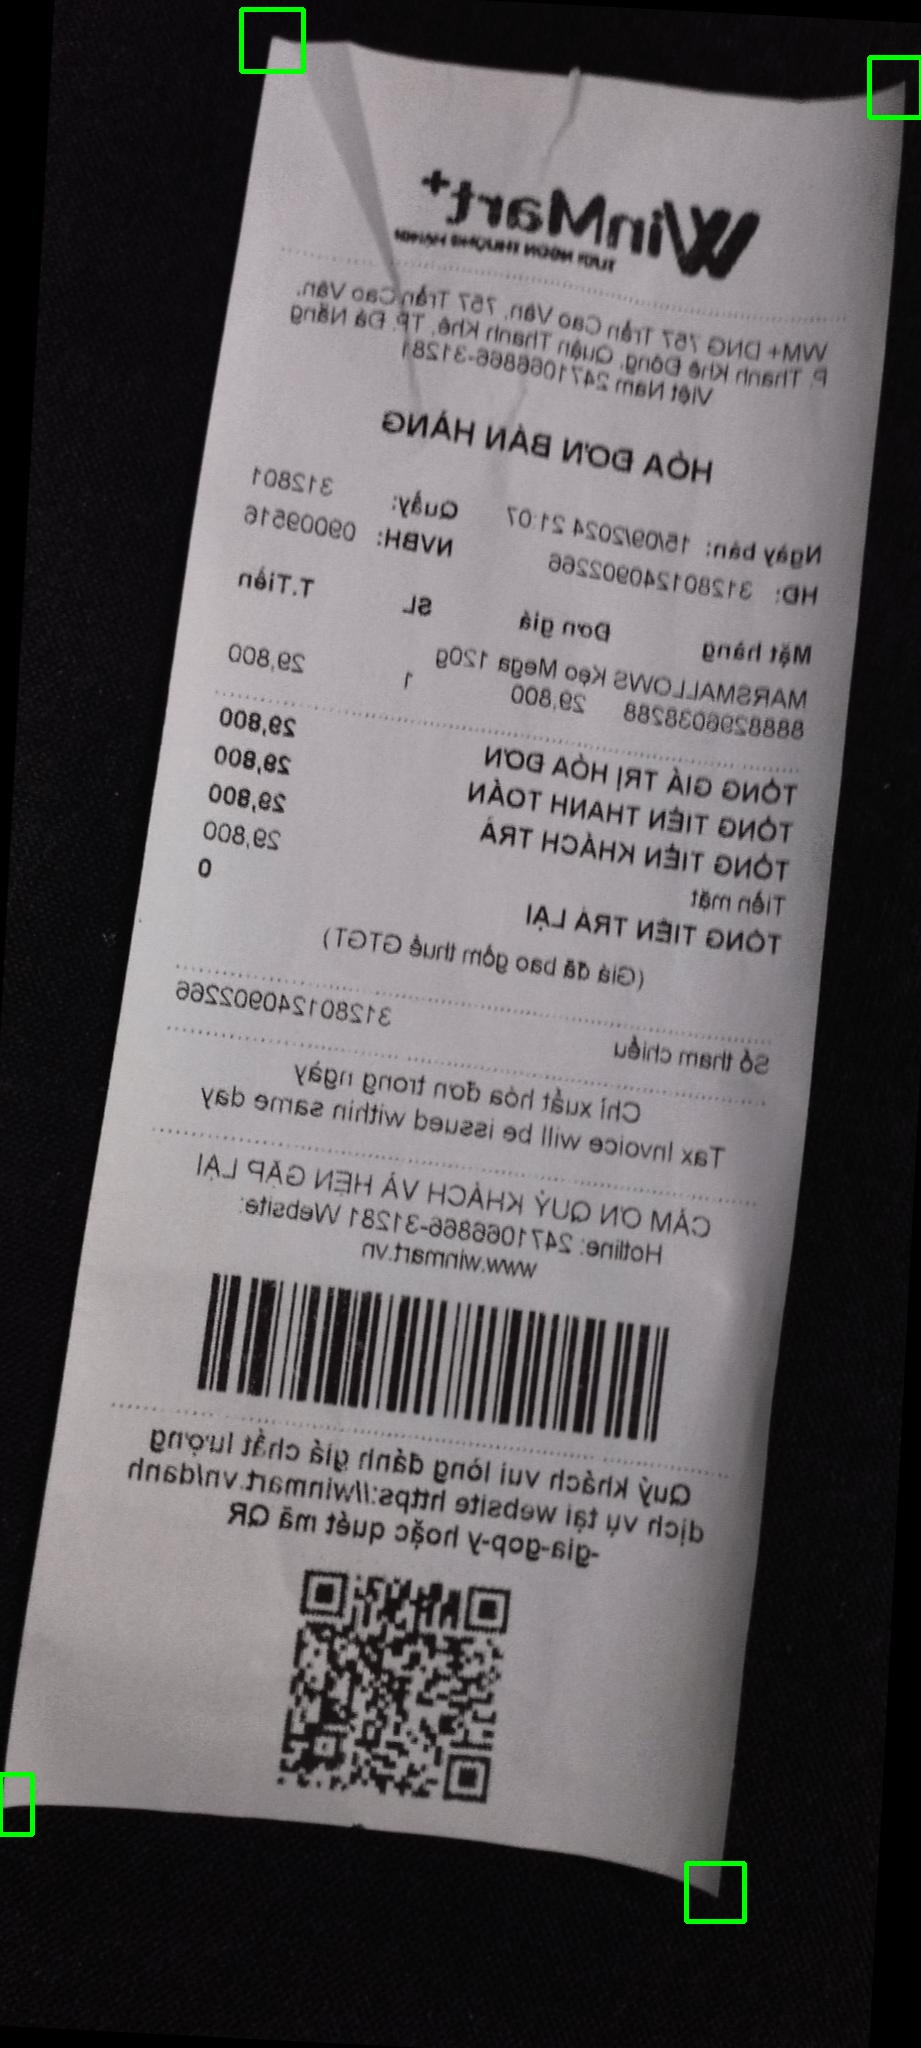 WinMart+
TƯƠI NGON THƯỢNG HẠNG
WM+ DNG 757 Trần Cao Vân, 757 Trần Cao Vân,
P. Thanh Khê Đông, Quận Thanh Khê, TP. Đà Nẵng
Việt Nam 2471066866-31281
HÓA ĐƠN BÁN HÀNG
Ngày bán: 15/09/2024 21:07 Quầy: 312801
HĐ: 312801240902266 NVBH: 09009516
Mặt hàng Đơn giá SL T.Tiền
MARSMALLOWS Kẹo Mega 120g
8888296038288 29,800 1 29,800
TỔNG GIÁ TRỊ HÓA ĐƠN 29,800
TỔNG TIỀN THANH TOÁN 29,800
TỔNG TIỀN KHÁCH TRẢ 29,800
Tiền mặt 29,800
TỔNG TIỀN TRẢ LẠI 0
(Giá đã bao gồm thuế GTGT)
Số tham chiếu 312801240902266
Chỉ xuất hóa đơn trong ngày
Tax Invoice will be issued within same day
CẢM ƠN QUÝ KHÁCH VÀ HẸN GẶP LẠI
Hotline: 2471066866-31281 Website:
www.winmart.vn
Quý khách vui lòng đánh giá chất lượng
dịch vụ tại website https://winmart.vn/danh
-gia-gop-y hoặc quét mã QR